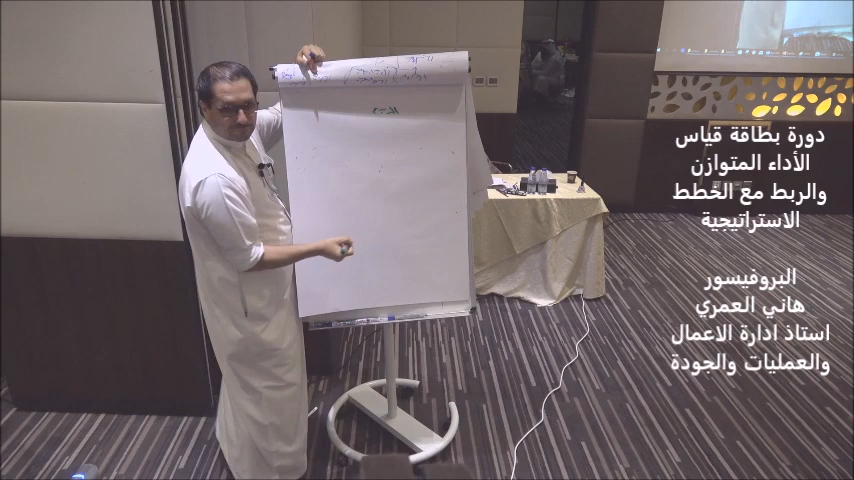 دورة بطاقة قياس
الأداء المتوازن
والربط مع الخطط
الاستراتيجية
البروفيسور
هاني العمري
استاذ ادارة الاعمال
والعمليات والجودة